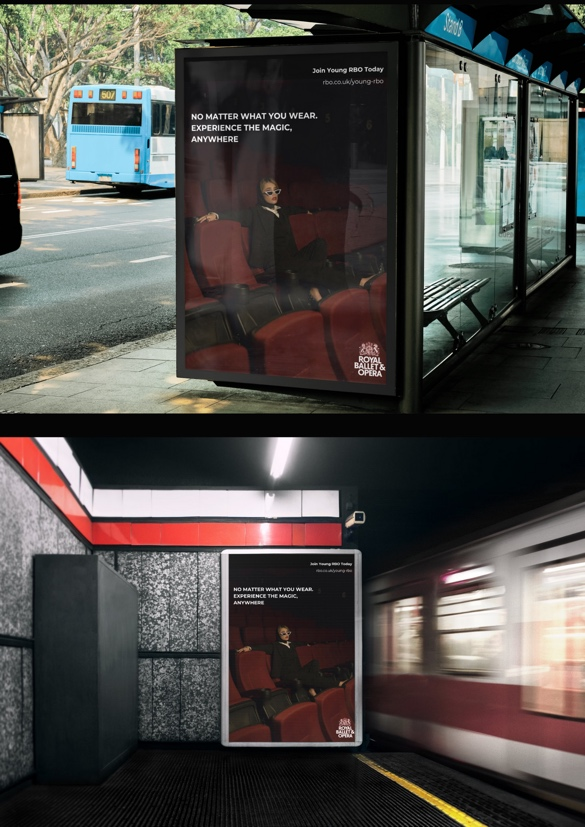 Stand B
507
Join Young RBO Today
rbo.co.uk/young-rbo
NO MATTER WHAT YOU WEAR.
EXPERIENCE THE MAGIC,
ANYWHERE
ROYAL
BALLET &
OPERA
Join Young RBO Today
rbo.co.uk/young-rbo
NO MATTER WHAT YOU WEAR.
EXPERIENCE THE MAGIC,
ANYWHERE
ROYAL
BALLET &
OPERA